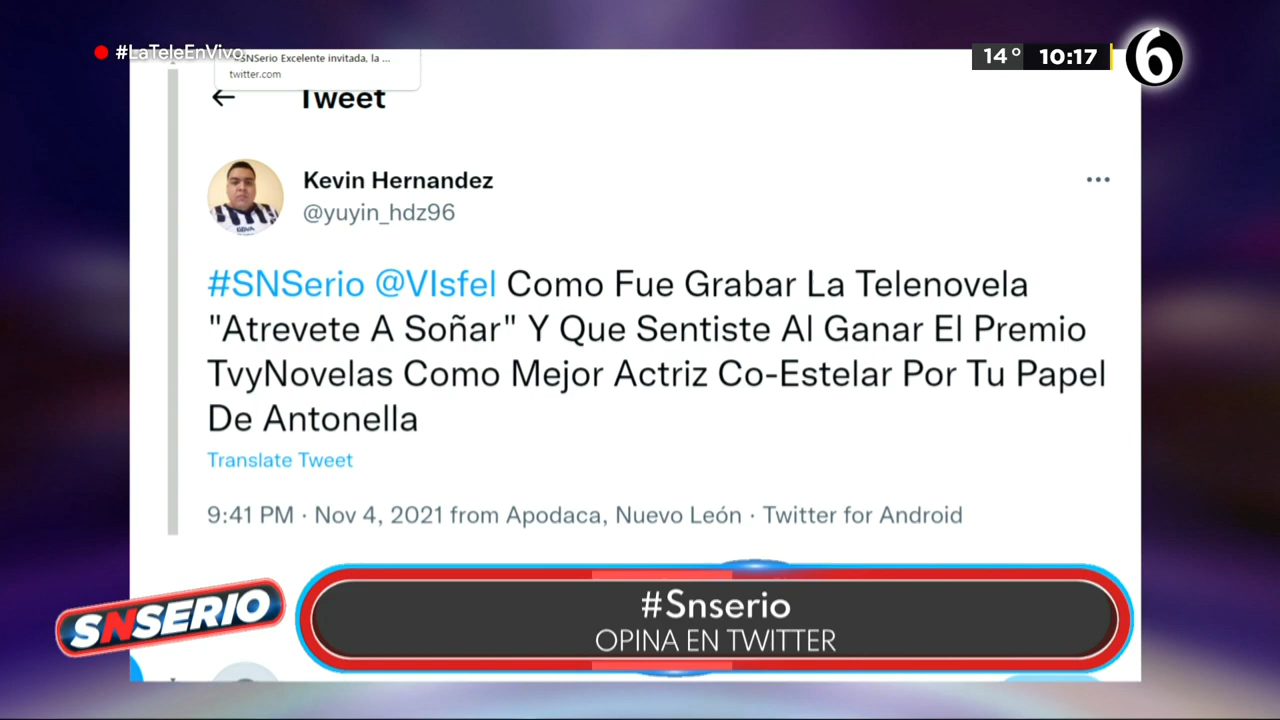 #LaTeleEnVivo
14° 10:17
6
#SNSerio Excelente invitada, la ...
twitter.com
Tweet
Kevin Hernandez
@yuyin_hdz96
#SNSerio @VIsfel Como Fue Grabar La Telenovela
"Atrevete A Soñar" Y Que Sentiste Al Ganar El Premio
TvyNovelas Como Mejor Actriz Co-Estelar Por Tu Papel
De Antonella
Translate Tweet
9:41 PM · Nov 4, 2021 from Apodaca, Nuevo León · Twitter for Android
SNSERIO
#Snserio
OPINA EN TWITTER